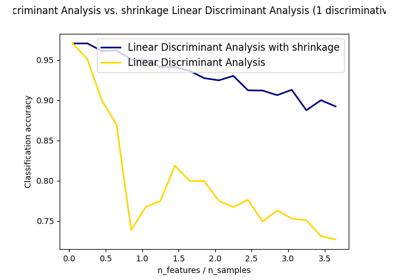 criminant Analysis vs. shrinkage Linear Discriminant Analysis (1 discriminativ
Linear Discriminant Analysis with shrinkage
Linear Discriminant Analysis
Classification accuracy
0.95
0.90
0.85
0.80
0.75
0.0 0.5 1.0 1.5 2.0 2.5 3.0 3.5
n_features / n_samples